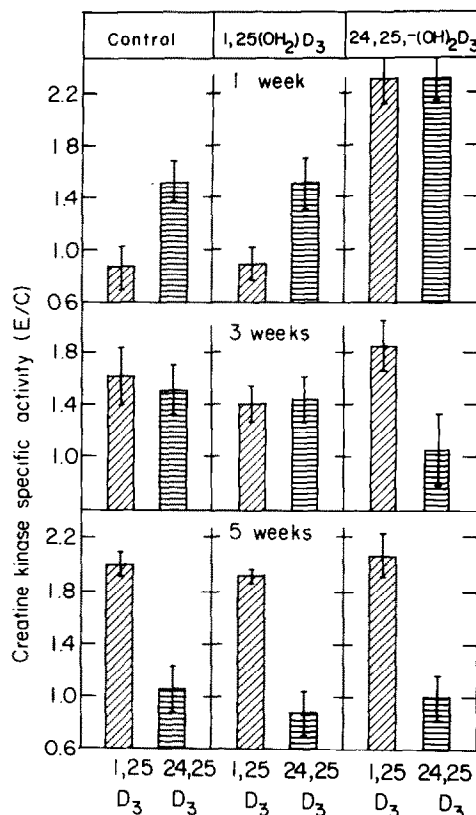 Control 1,25(OH₂)D₃ 24,25,-(OH)₂D₃
1 week
2.2
1.8
1.4
1.0
0.6
3 weeks
1.8
1.4
1.0
5 weeks
2.2
1.8
1.4
1.0
0.6
Creatine kinase specific activity (E/C)
1,25 24,25 1,25 24,25 1,25 24,25
D₃ D₃ D₃ D₃ D₃ D₃